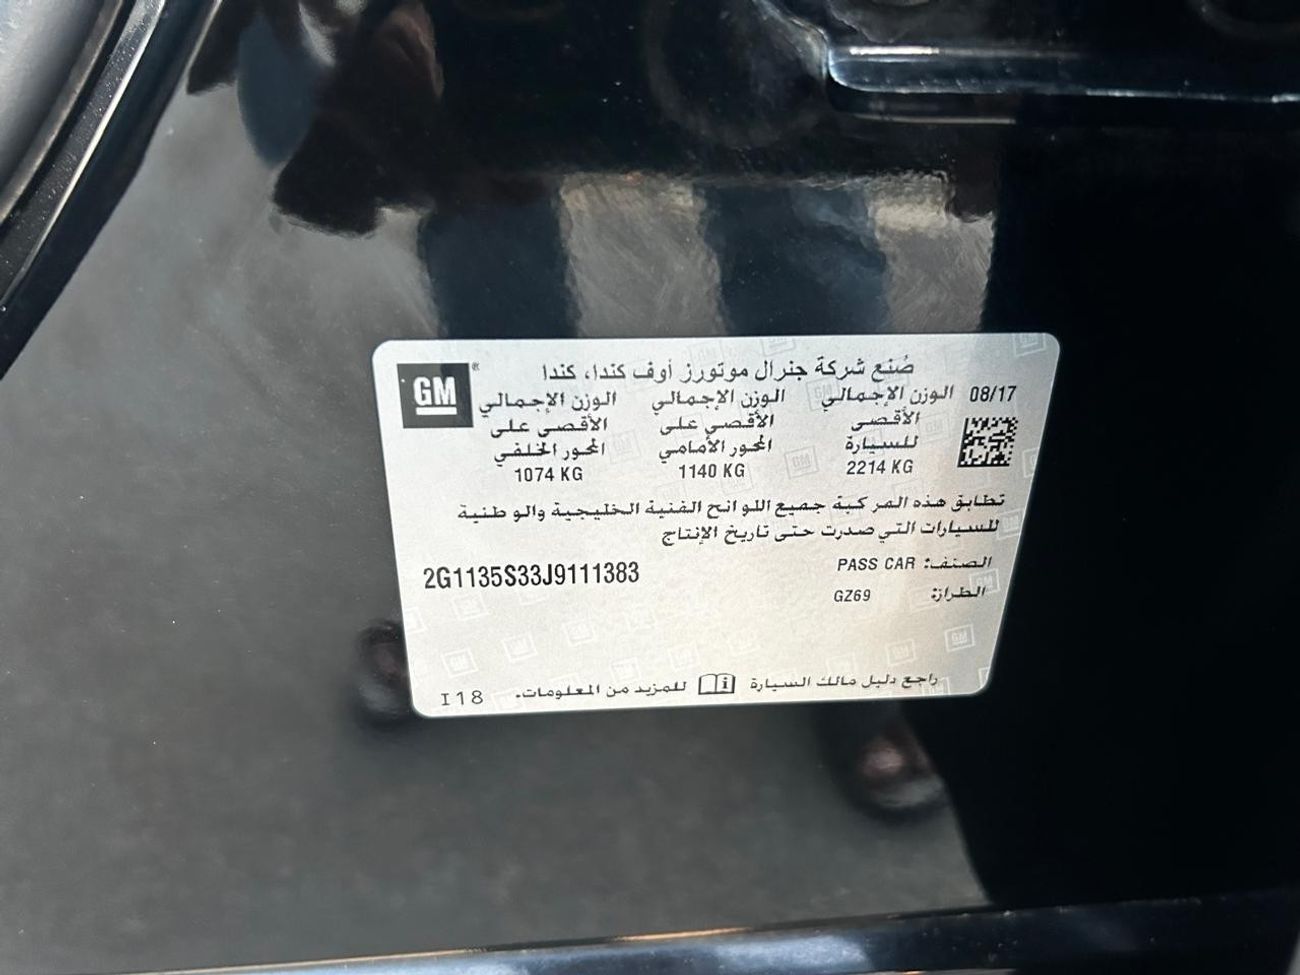 GM
صُنع شركة جنرال موتورز أوف كندا، كندا
08/17
الوزن الإجمالي الأقصى للسيارة
2214 KG
الوزن الإجمالي الأقصى على المحور الأمامي
1140 KG
الوزن الإجمالي الأقصى على المحور الخلفي
1074 KG
تطابق هذه المركبة جميع اللوائح الفنية الخليجية والوطنية
للسيارات التي صدرت حتى تاريخ الإنتاج
الصنف: PASS CAR
2G1135S33J9111383
الطراز: GZ69
راجع دليل مالك السيارة للمزيد من المعلومات.
I18